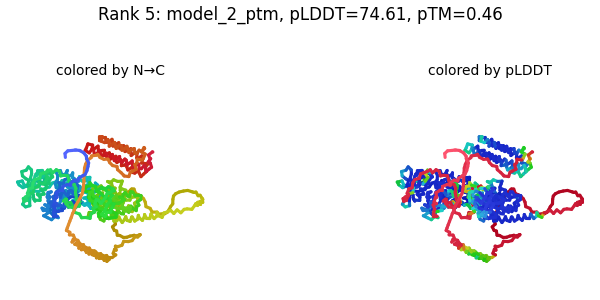 Rank 5: model_2_ptm, pLDDT=74.61, pTM=0.46
colored by N→C
colored by pLDDT